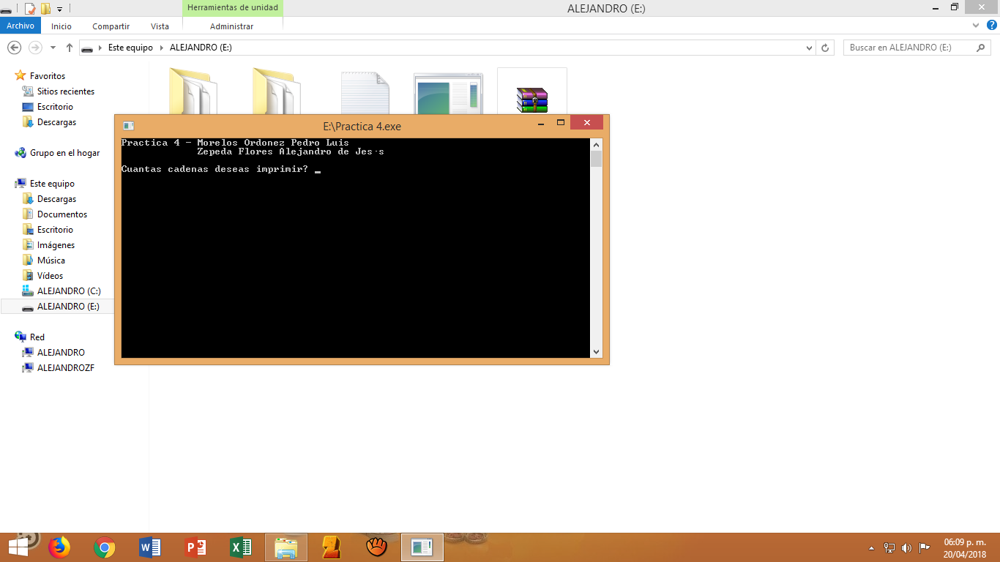 Herramientas de unidad
ALEJANDRO (E:)
Archivo Inicio Compartir Vista Administrar
Este equipo ALEJANDRO (E:)
Buscar en ALEJANDRO (E:)
Favoritos
Sitios recientes
Escritorio
Descargas
Grupo en el hogar
Este equipo
Descargas
Documentos
Escritorio
Imágenes
Música
Vídeos
ALEJANDRO (C:)
ALEJANDRO (E:)
Red
ALEJANDRO
ALEJANDROZF
E:\Practica 4.exe
Practica 4 - Morelos Ordonez Pedro Luis
Zepeda Flores Alejandro de Jes·s
Cuantas cadenas deseas imprimir? _
06:09 p. m.
20/04/2018